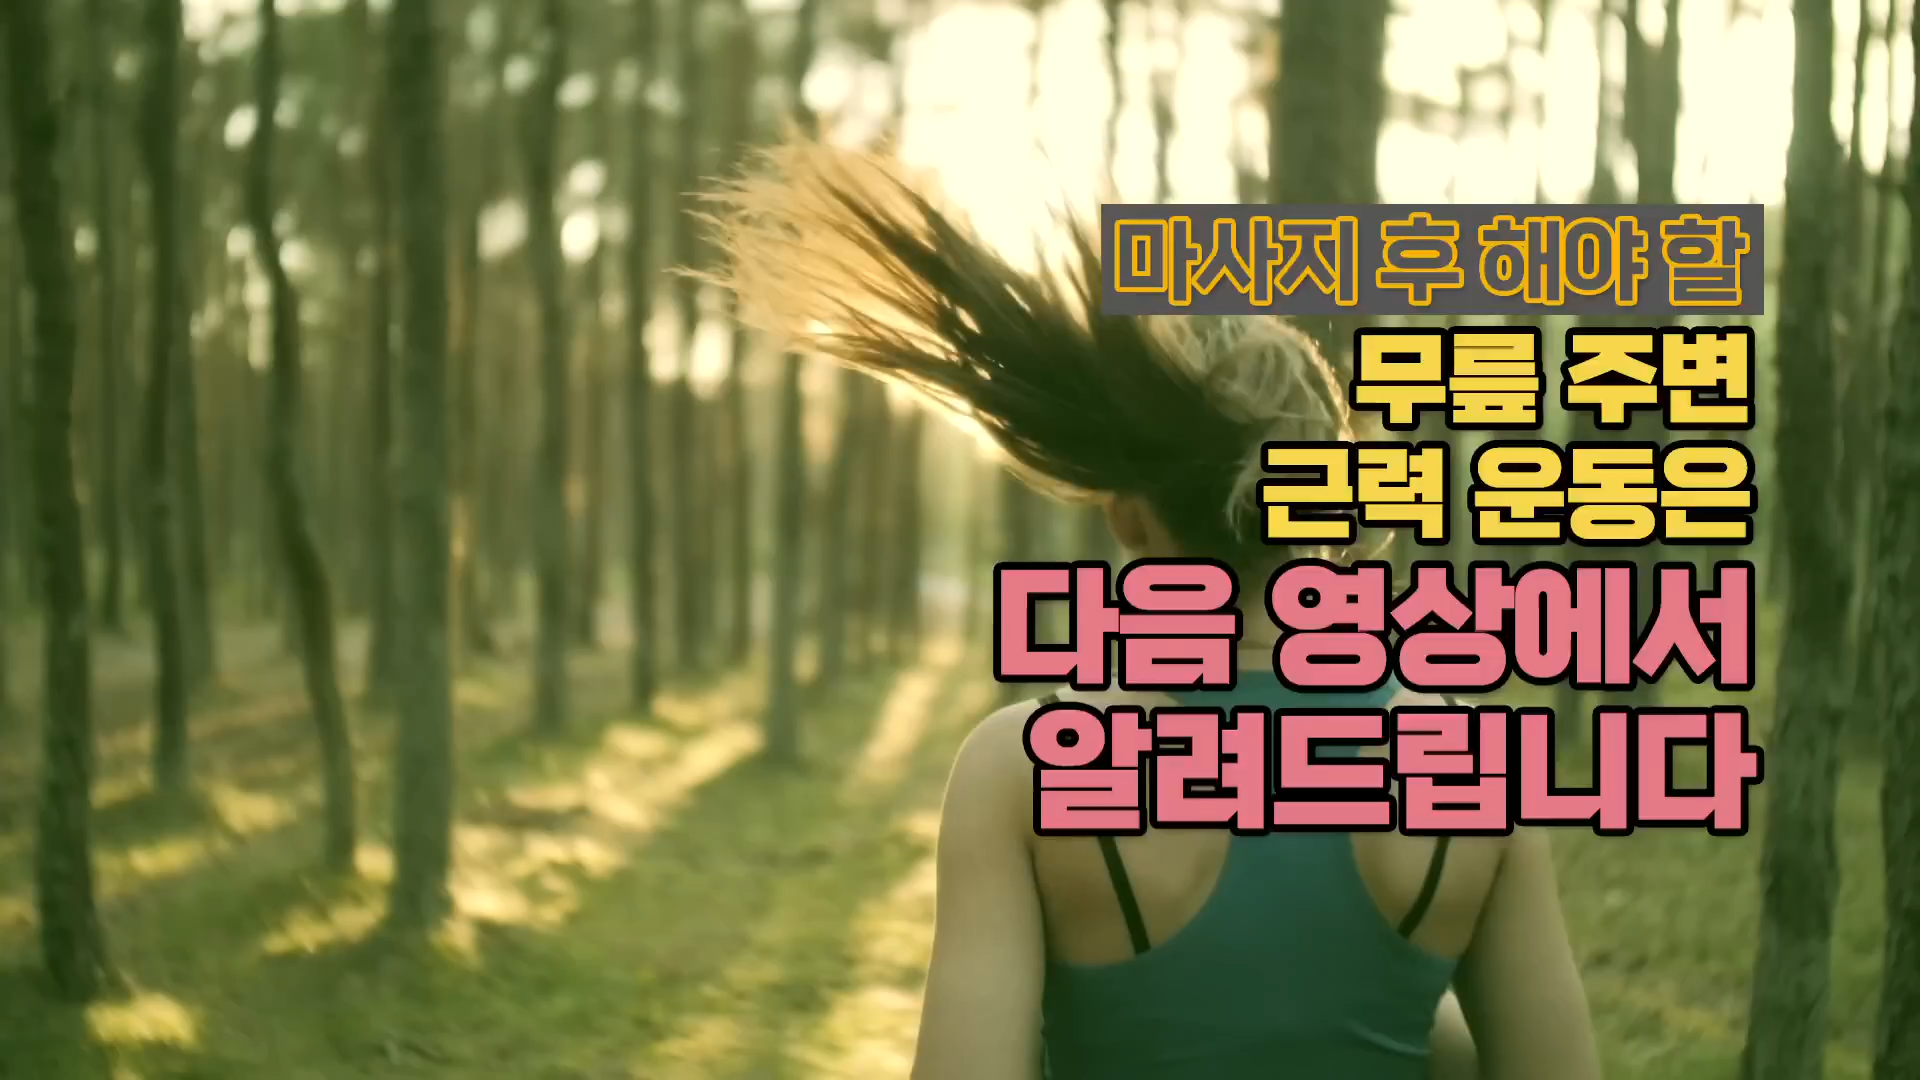 마사지 후 해야 할
무릎 주변
근력 운동은
다음 영상에서
알려드립니다